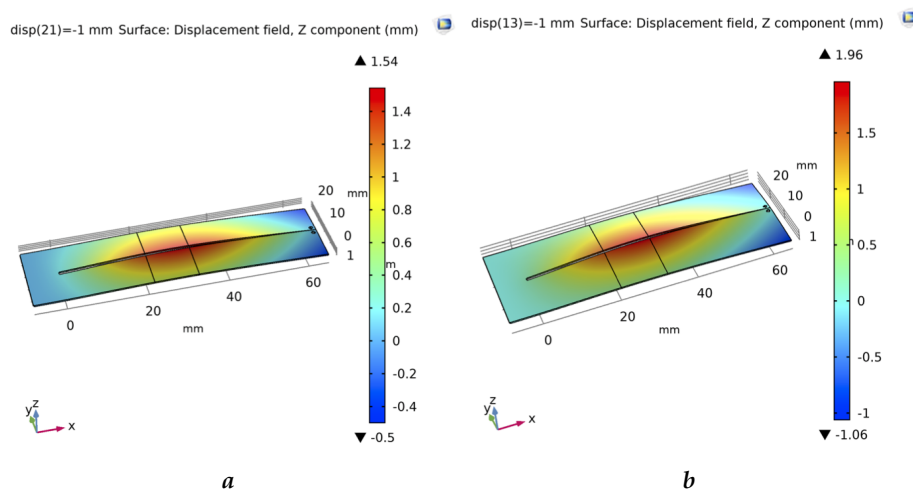 disp(21)=-1 mm Surface: Displacement field, Z component (mm)
▲ 1.54
1.4
1.2
1
0.8
0.6
0.4
0.2
0
-0.2
-0.4
▼ -0.5
20
mm
10
0
1
m
0
20
40
60
mm
y
z
x
a
disp(13)=-1 mm Surface: Displacement field, Z component (mm)
▲ 1.96
1.5
1
0.5
0
-0.5
-1
▼ -1.06
mm
20
10
0
1
0
20
40
60
mm
y
z
x
b